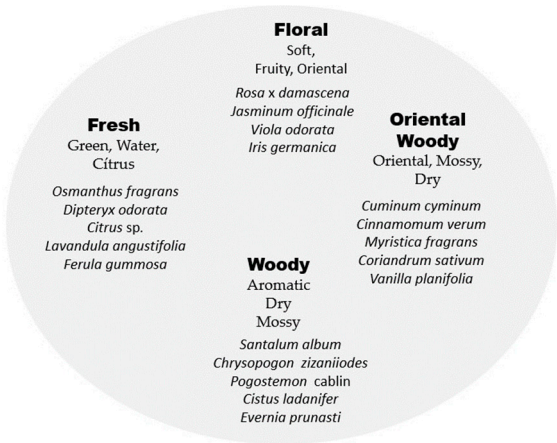 Floral
Soft,
Fruity, Oriental
Rosa x damascena
Jasminum officinale
Viola odorata
Iris germanica
Fresh
Green, Water,
Cítrus
Osmanthus fragrans
Dipteryx odorata
Citrus sp.
Lavandula angustifolia
Ferula gummosa
Oriental
Woody
Oriental, Mossy,
Dry
Cuminum cyminum
Cinnamomum verum
Myristica fragrans
Coriandrum sativum
Vanilla planifolia
Woody
Aromatic
Dry
Mossy
Santalum album
Chrysopogon zizaniiodes
Pogostemon cablin
Cistus ladanifer
Evernia prunasti